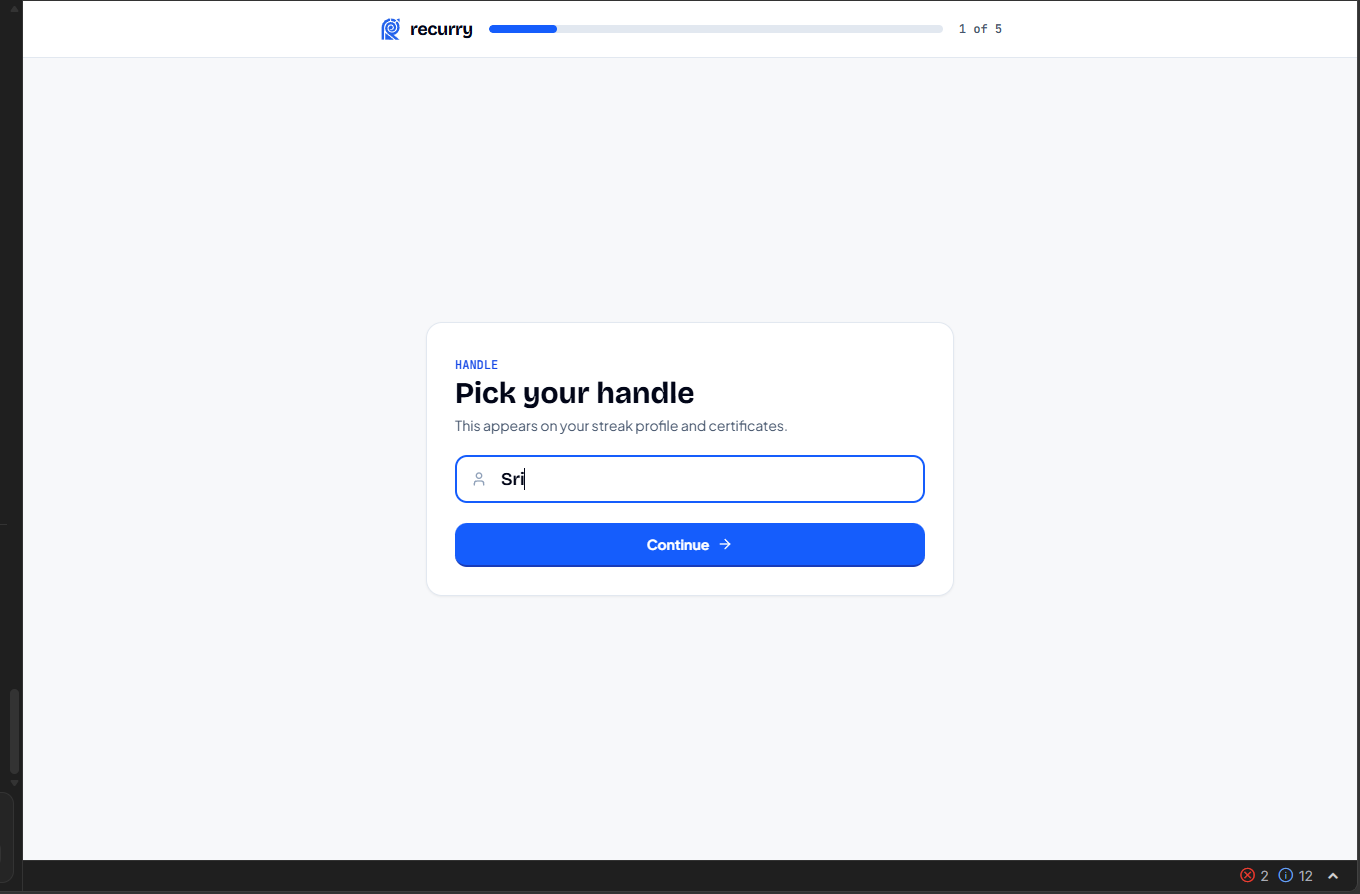 recurry 1 of 5
HANDLE
Pick your handle
This appears on your streak profile and certificates.
Sri
Continue →
2 12